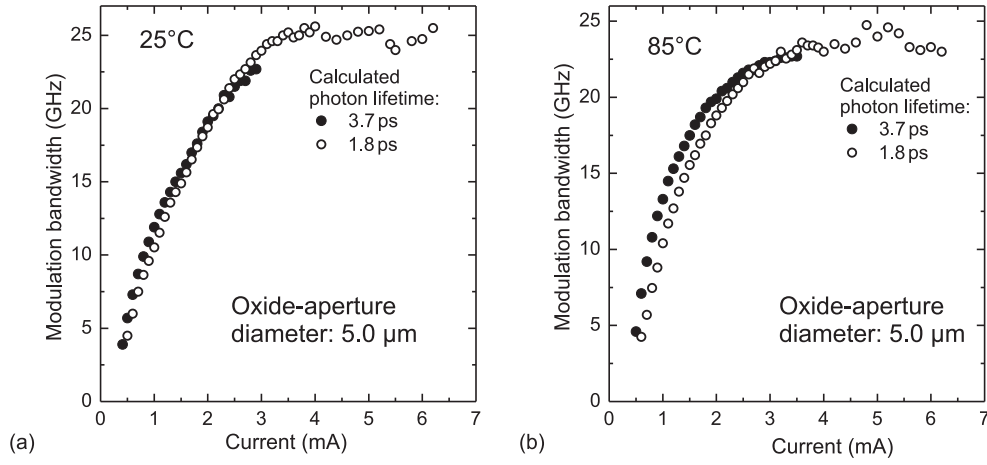 25°C
Calculated
photon lifetime:
3.7 ps
1.8 ps
Oxide-aperture
diameter: 5.0 µm
Modulation bandwidth (GHz)
25
20
15
10
5
0
0 1 2 3 4 5 6 7
Current (mA)
(a)
85°C
Calculated
photon lifetime:
3.7 ps
1.8 ps
Oxide-aperture
diameter: 5.0 µm
Modulation bandwidth (GHz)
25
20
15
10
5
0
0 1 2 3 4 5 6 7
Current (mA)
(b)